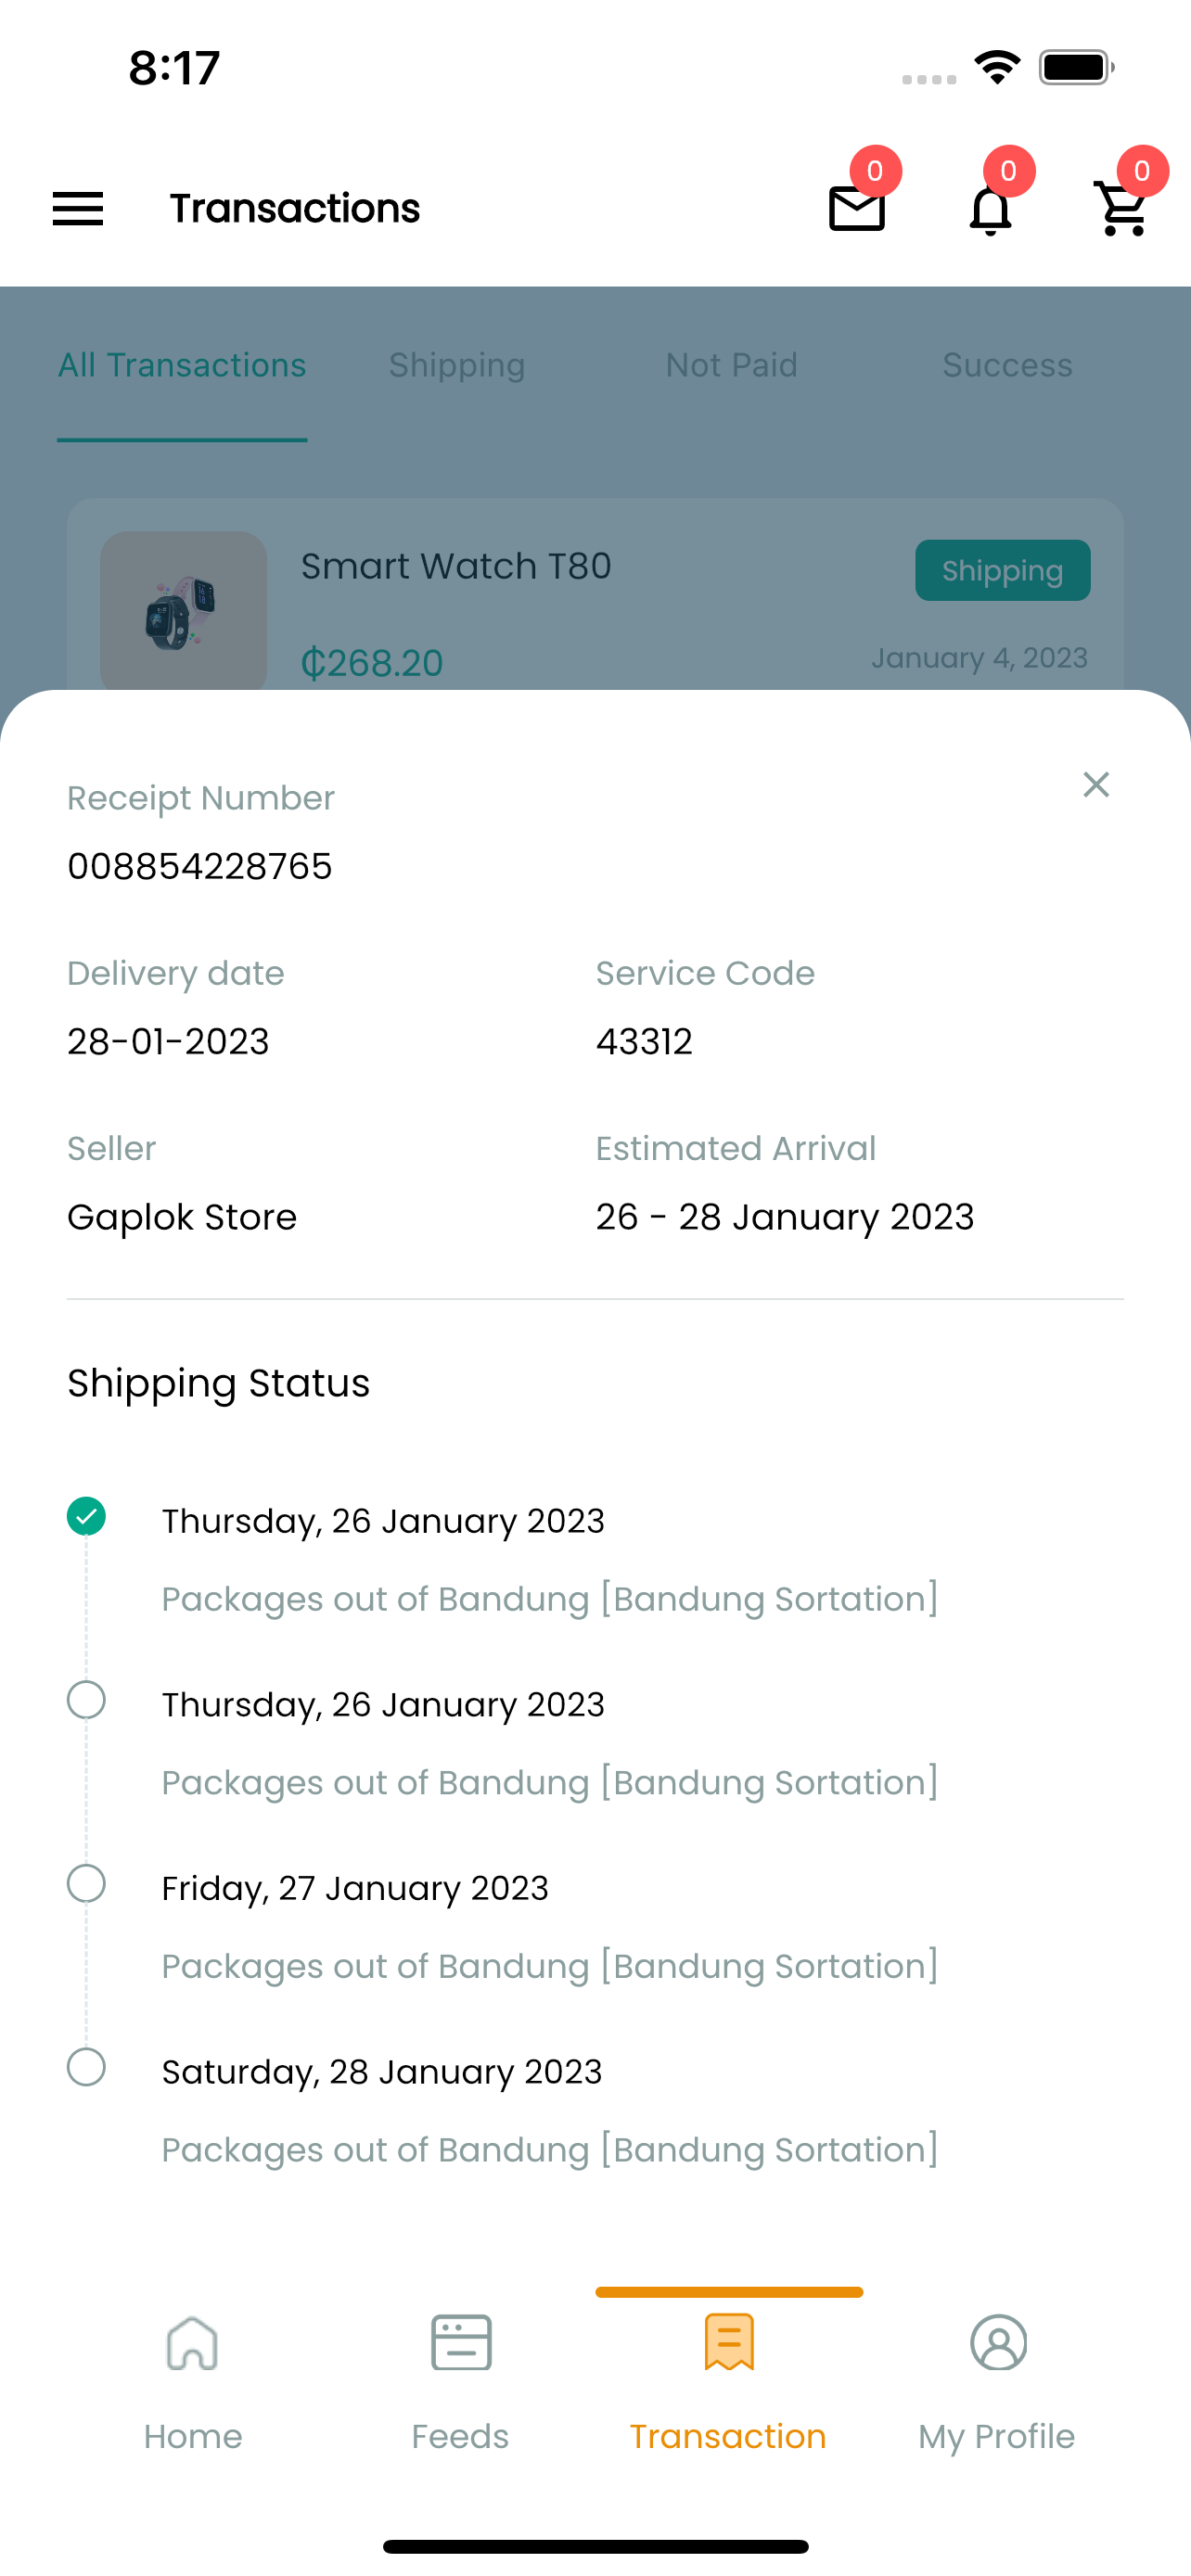 8:17
Transactions
0
0
0
All Transactions
Shipping
Not Paid
Success
Smart Watch T80
Shipping
₵268.20
January 4, 2023
Receipt Number
008854228765
Delivery date
Service Code
28-01-2023
43312
Seller
Estimated Arrival
Gaplok Store
26 - 28 January 2023
Shipping Status
Thursday, 26 January 2023
Packages out of Bandung [Bandung Sortation]
Thursday, 26 January 2023
Packages out of Bandung [Bandung Sortation]
Friday, 27 January 2023
Packages out of Bandung [Bandung Sortation]
Saturday, 28 January 2023
Packages out of Bandung [Bandung Sortation]
Home
Feeds
Transaction
My Profile